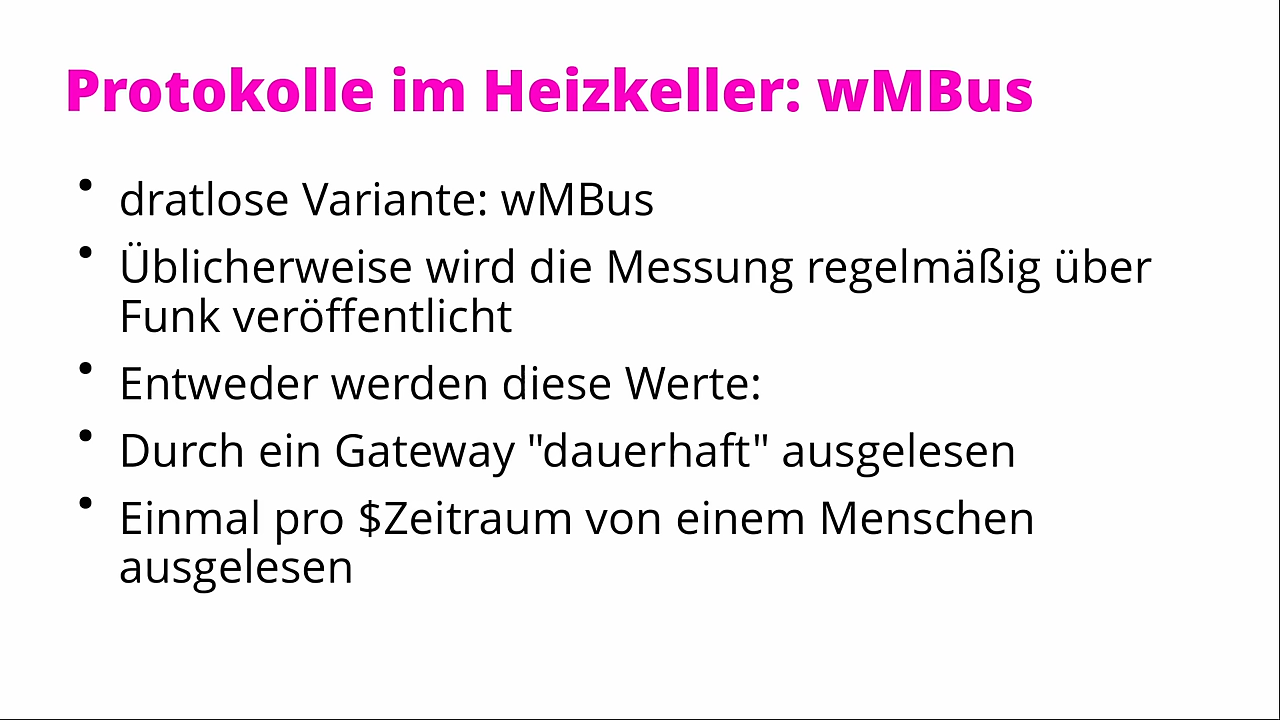 Protokolle im Heizkeller: wMBus
• dratlose Variante: wMBus
• Üblicherweise wird die Messung regelmäßig über
Funk veröffentlicht
• Entweder werden diese Werte:
• Durch ein Gateway "dauerhaft" ausgelesen
• Einmal pro $Zeitraum von einem Menschen
ausgelesen